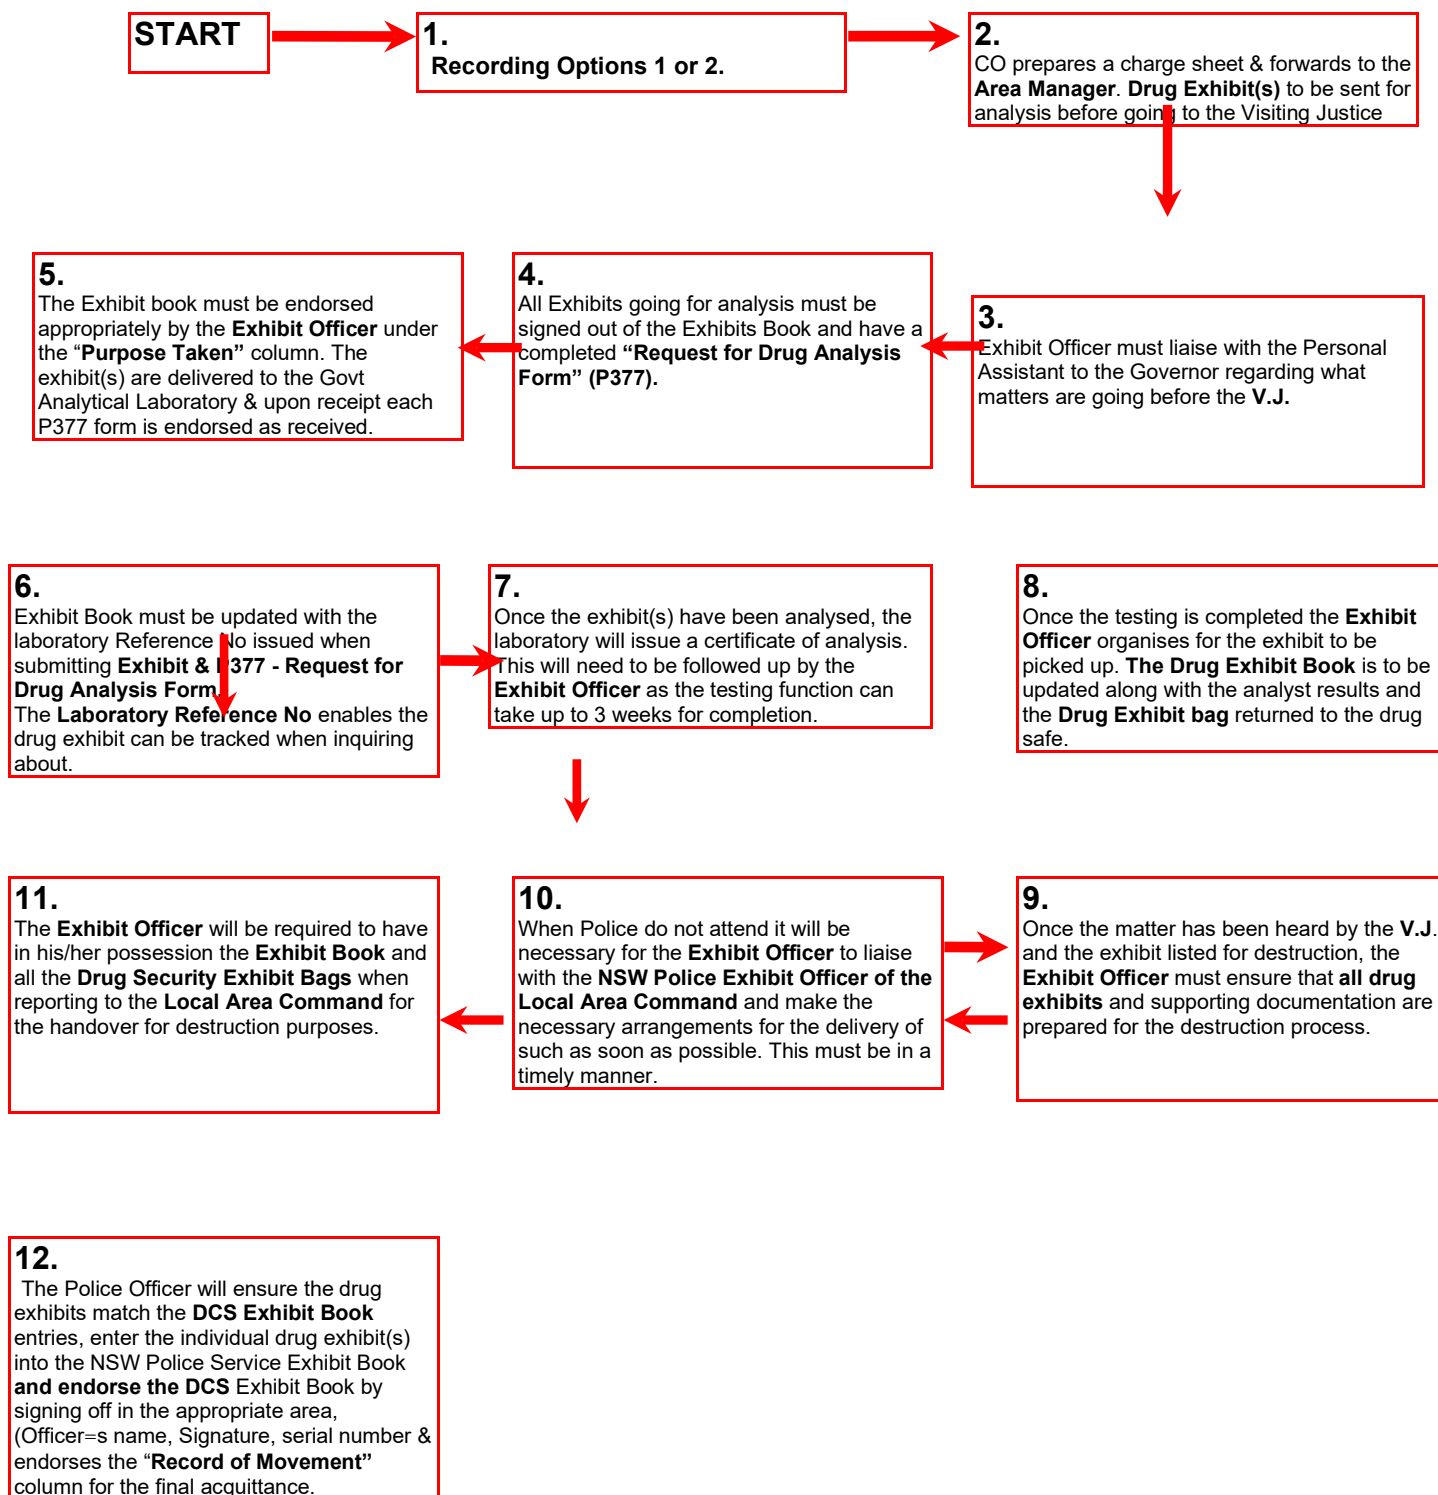 START
1.
Recording Options 1 or 2.
2.
CO prepares a charge sheet & forwards to the
Area Manager. Drug Exhibit(s) to be sent for
analysis before going to the Visiting Justice
3.
Exhibit Officer must liaise with the Personal
Assistant to the Governor regarding what
matters are going before the V.J.
4.
All Exhibits going for analysis must be
signed out of the Exhibits Book and have a
completed “Request for Drug Analysis
Form” (P377).
5.
The Exhibit book must be endorsed
appropriately by the Exhibit Officer under
the “Purpose Taken” column. The
exhibit(s) are delivered to the Govt
Analytical Laboratory & upon receipt each
P377 form is endorsed as received.
6.
Exhibit Book must be updated with the
laboratory Reference No issued when
submitting Exhibit & P377 - Request for
Drug Analysis Form.
The Laboratory Reference No enables the
drug exhibit can be tracked when inquiring
about.
7.
Once the exhibit(s) have been analysed, the
laboratory will issue a certificate of analysis.
This will need to be followed up by the
Exhibit Officer as the testing function can
take up to 3 weeks for completion.
8.
Once the testing is completed the Exhibit
Officer organises for the exhibit to be
picked up. The Drug Exhibit Book is to be
updated along with the analyst results and
the Drug Exhibit bag returned to the drug
safe.
9.
Once the matter has been heard by the V.J.
and the exhibit listed for destruction, the
Exhibit Officer must ensure that all drug
exhibits and supporting documentation are
prepared for the destruction process.
10.
When Police do not attend it will be
necessary for the Exhibit Officer to liaise
with the NSW Police Exhibit Officer of the
Local Area Command and make the
necessary arrangements for the delivery of
such as soon as possible. This must be in a
timely manner.
11.
The Exhibit Officer will be required to have
in his/her possession the Exhibit Book and
all the Drug Security Exhibit Bags when
reporting to the Local Area Command for
the handover for destruction purposes.
12.
The Police Officer will ensure the drug
exhibits match the DCS Exhibit Book
entries, enter the individual drug exhibit(s)
into the NSW Police Service Exhibit Book
and endorse the DCS Exhibit Book by
signing off in the appropriate area,
(Officer=s name, Signature, serial number &
endorses the “Record of Movement”
column for the final acquittance.